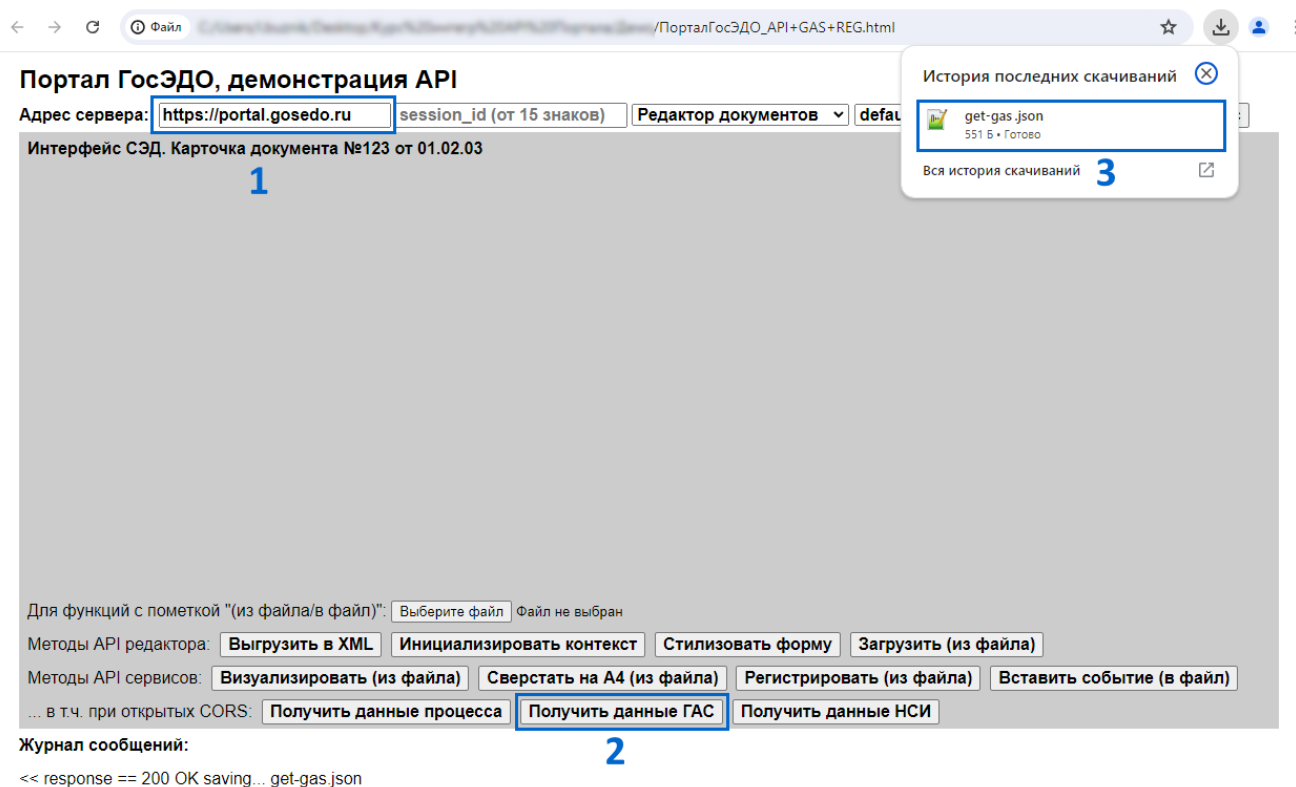 Файл /ПорталГосЭДО_API+GAS+REG.html
Портал ГосЭДО, демонстрация API
История последних скачиваний
Адрес сервера: https://portal.gosedo.ru session_id (от 15 знаков) Редактор документов
get-gas.json
551 Б • Готово
Интерфейс СЭД. Карточка документа №123 от 01.02.03
Вся история скачиваний 3
1
Для функций с пометкой "(из файла/в файл)": Выберите файл Файл не выбран
Методы API редактора: Выгрузить в XML Инициализировать контекст Стилизовать форму Загрузить (из файла)
Методы API сервисов: Визуализировать (из файла) Сверстать на A4 (из файла) Регистрировать (из файла) Вставить событие (в файл)
... в т.ч. при открытых CORS: Получить данные процесса Получить данные ГАС Получить данные НСИ
Журнал сообщений:
2
<< response == 200 OK saving... get-gas.json